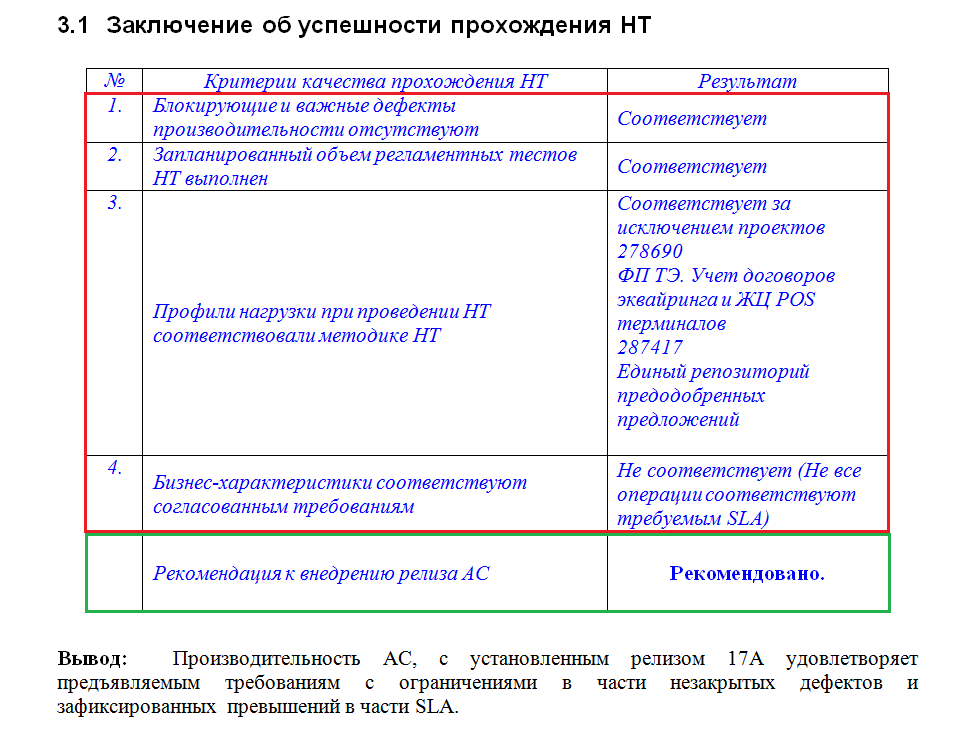 3.1 Заключение об успешности прохождения НТ
№ Критерии качества прохождения НТ Результат
1. Блокирующие и важные дефекты
производительности отсутствуют
Соответствует
2. Запланированный объем регламентных тестов
НТ выполнен
Соответствует
3.
Профили нагрузки при проведении НТ
соответствовали методике НТ
Соответствует за
исключением проектов
278690
ФП ТЭ. Учет договоров
эквайринга и ЖЦ POS
терминалов
287417
Единый репозиторий
предодобренных
предложений
4.
Бизнес-характеристики соответствуют
согласованным требованиям
Не соответствует (Не все
операции соответствуют
требуемым SLA)
Рекомендация к внедрению релиза АС
Рекомендовано.
Вывод: Производительность АС, с установленным релизом 17А удовлетворяет
предъявляемым требованиям с ограничениями в части незакрытых дефектов и
зафиксированных превышений в части SLA.